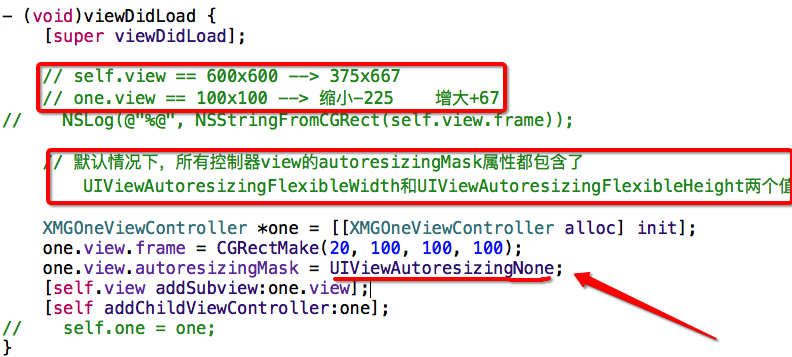 - (void)viewDidLoad {
[super viewDidLoad];
// self.view == 600x600 --> 375x667
// one.view == 100x100 --> 缩小-225 增大+67
// NSLog(@"%@", NSStringFromCGRect(self.view.frame));
// 默认情况下，所有控制器view的autoresizingMask属性都包含了
UIViewAutoresizingFlexibleWidth和UIViewAutoresizingFlexibleHeight两个值
XMGOneViewController *one = [[XMGOneViewController alloc] init];
one.view.frame = CGRectMake(20, 100, 100, 100);
one.view.autoresizingMask = UIViewAutoresizingNone;
[self.view addSubview:one.view];
[self addChildViewController:one];
// self.one = one;
}